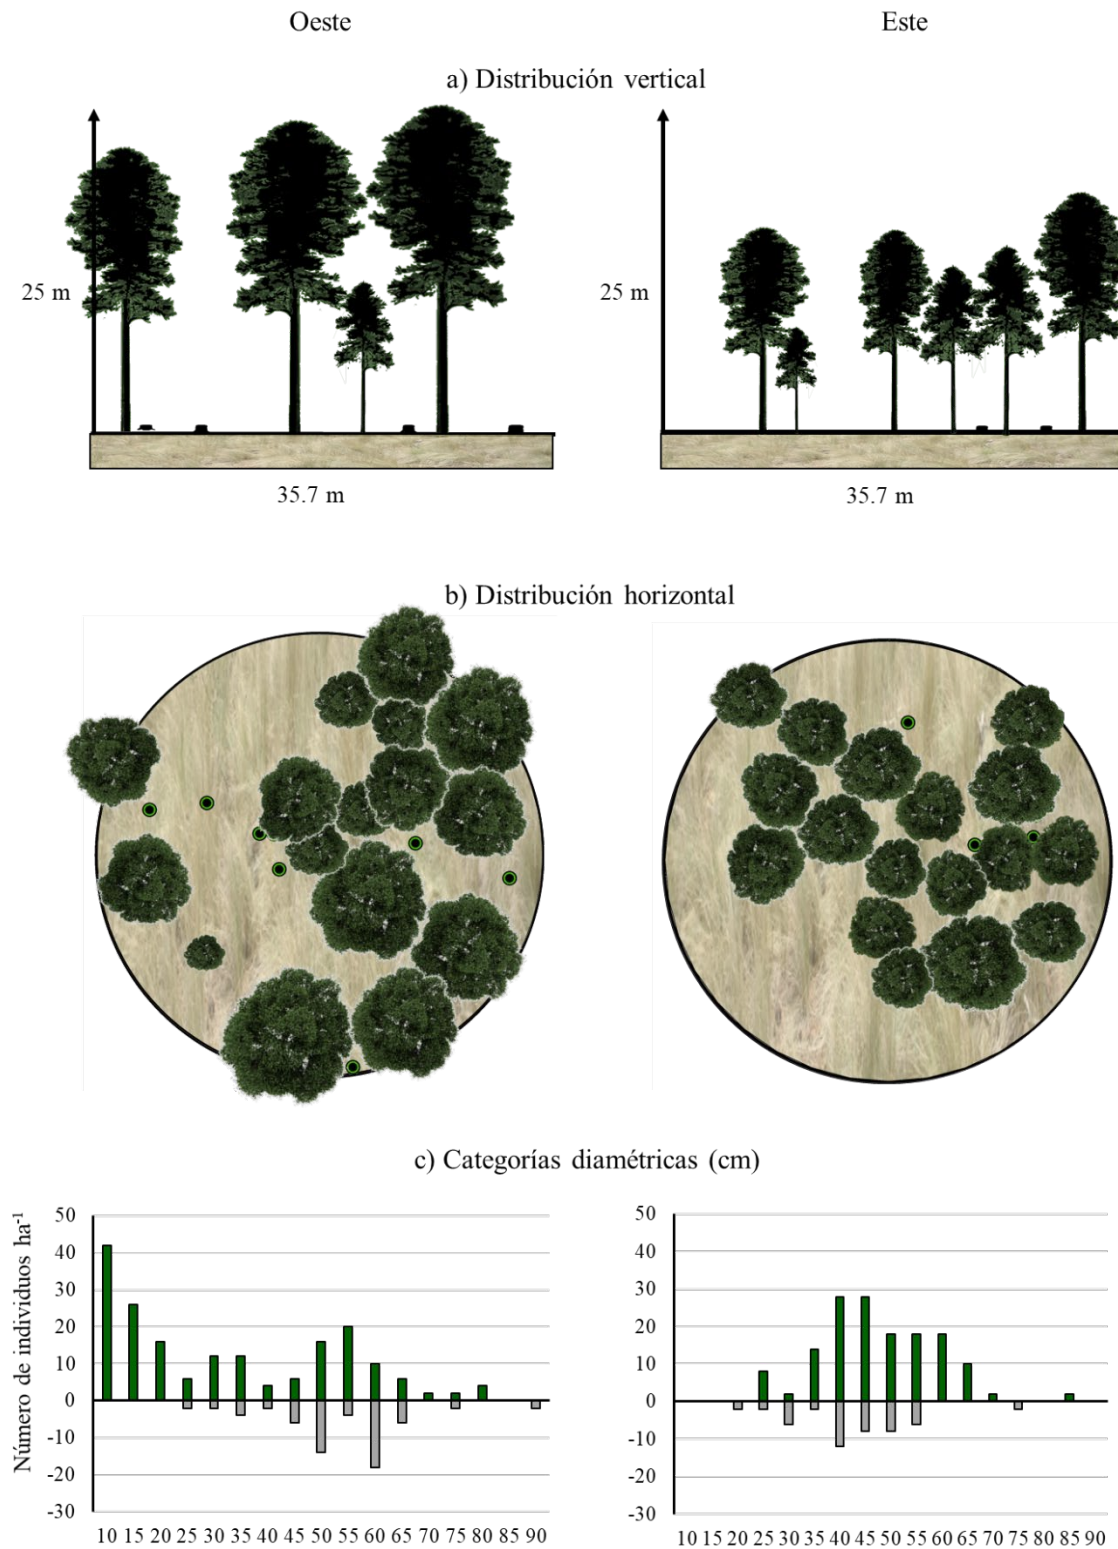 Oeste Este
a) Distribución vertical
25 m 25 m
35.7 m 35.7 m
b) Distribución horizontal
c) Categorías diamétricas (cm)
Número de individuos ha-1
50 50
40 40
30 30
20 20
10 10
0 0
-10 -10
-20 -20
-30 -30
10 15 20 25 30 35 40 45 50 55 60 65 70 75 80 85 90 10 15 20 25 30 35 40 45 50 55 60 65 70 75 80 85 90